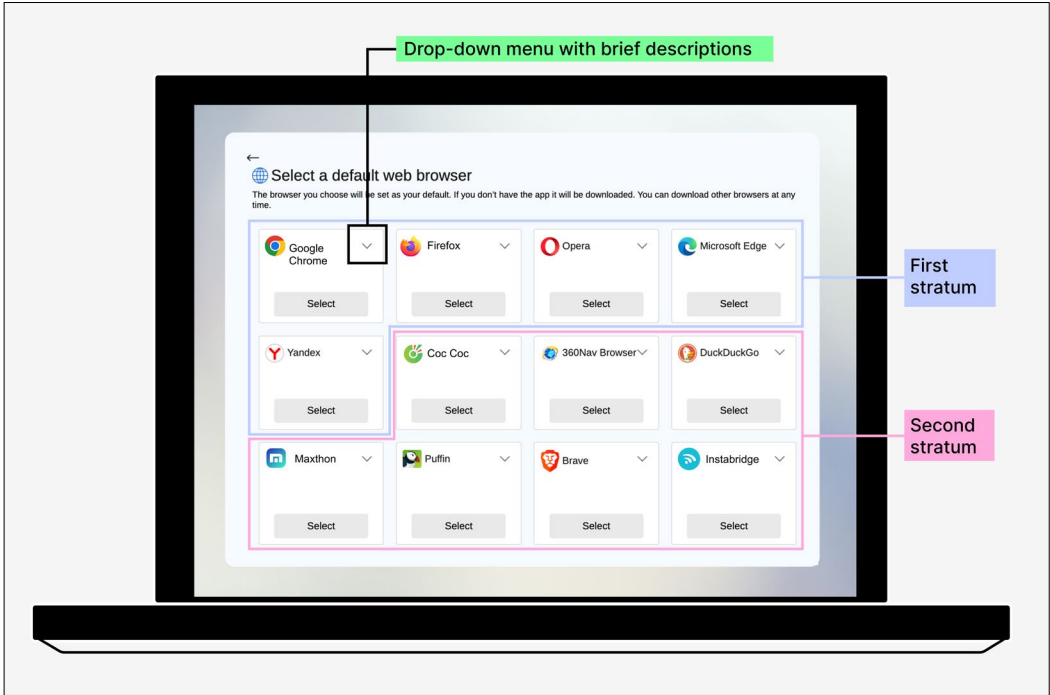 Drop-down menu with brief descriptions
Select a default web browser
The browser you choose will be set as your default. If you don't have the app it will be downloaded. You can download other browsers at any
time.
Google
Chrome
Firefox
Opera
Microsoft Edge
Select
Select
Select
Select
First
stratum
Yandex
Coc Coc
360Nav Browser
DuckDuckGo
Select
Select
Select
Select
Second
stratum
Maxthon
Puffin
Brave
Instabridge
Select
Select
Select
Select